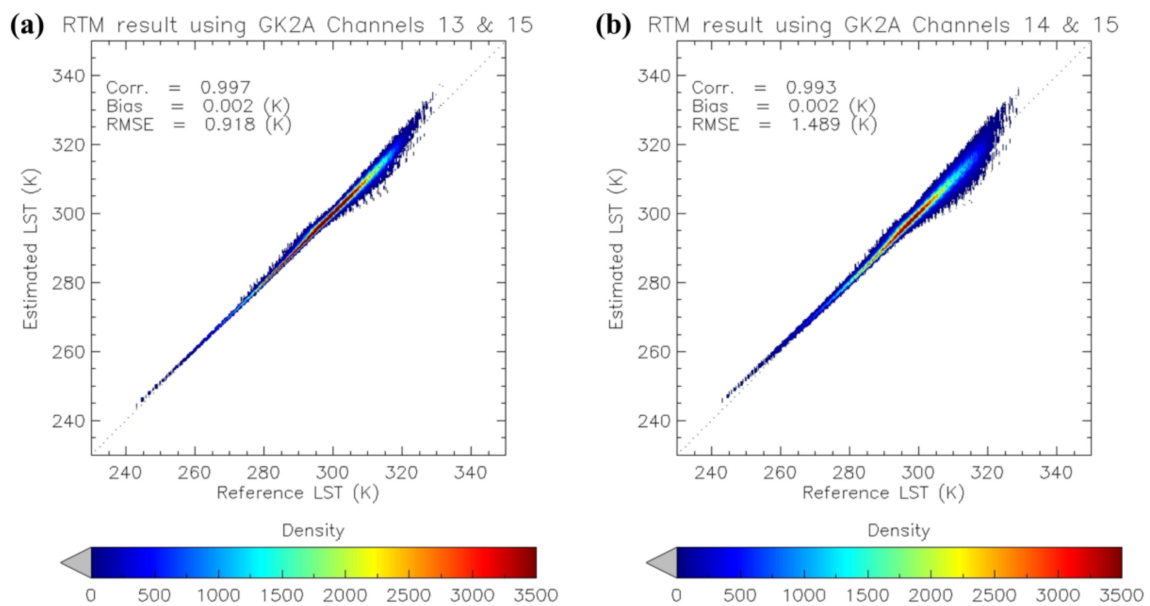 (a) RTM result using GK2A Channels 13 & 15
Corr. = 0.997
Bias = 0.002 (K)
RMSE = 0.918 (K)
Estimated LST (K)
340
320
300
280
260
240
240 260 280 300 320 340
Reference LST (K)
Density
0 500 1000 1500 2000 2500 3000 3500
(b) RTM result using GK2A Channels 14 & 15
Corr. = 0.993
Bias = 0.002 (K)
RMSE = 1.489 (K)
Estimated LST (K)
340
320
300
280
260
240
240 260 280 300 320 340
Reference LST (K)
Density
0 500 1000 1500 2000 2500 3000 3500